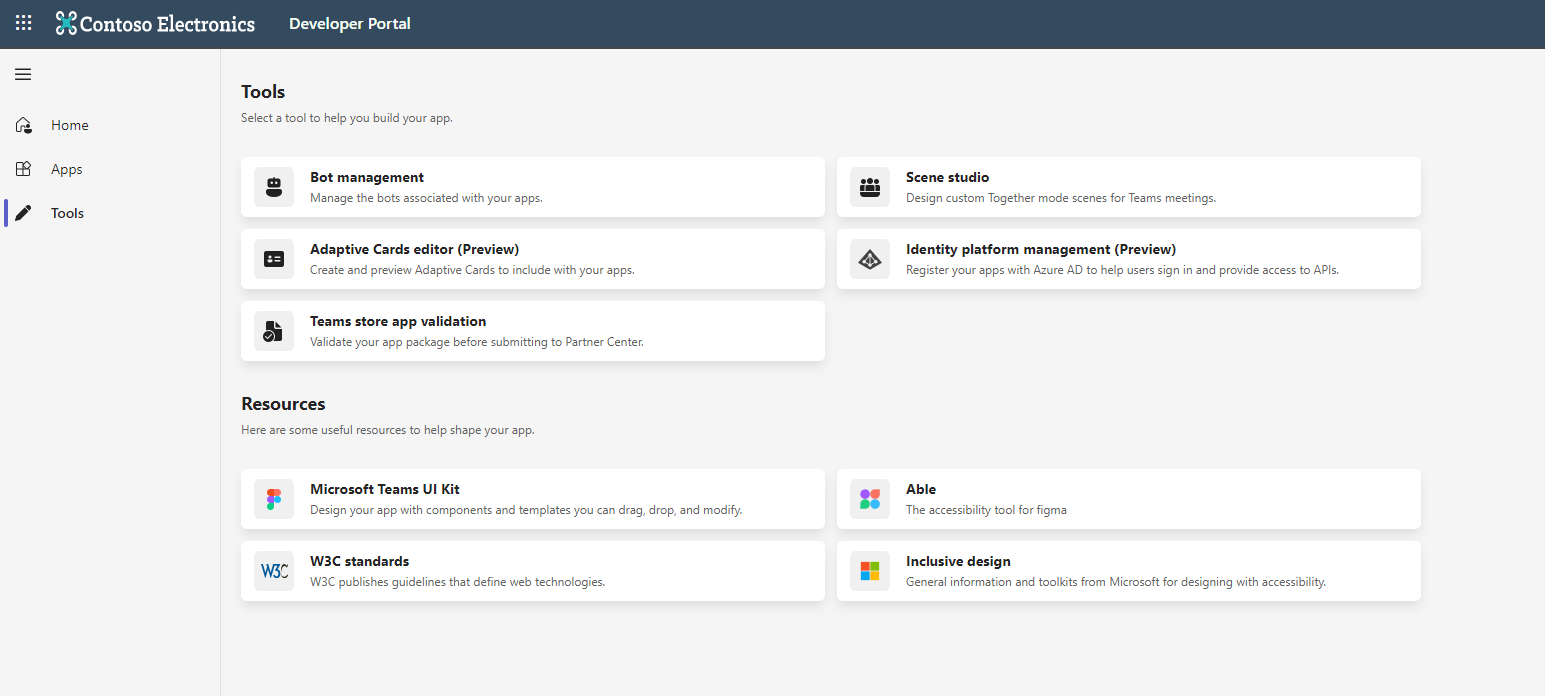 Contoso Electronics
Developer Portal
Home
Apps
Tools
Tools
Select a tool to help you build your app.
Bot management
Manage the bots associated with your apps.
Scene studio
Design custom Together mode scenes for Teams meetings.
Adaptive Cards editor (Preview)
Create and preview Adaptive Cards to include with your apps.
Identity platform management (Preview)
Register your apps with Azure AD to help users sign in and provide access to APIs.
Teams store app validation
Validate your app package before submitting to Partner Center.
Resources
Here are some useful resources to help shape your app.
Microsoft Teams UI Kit
Design your app with components and templates you can drag, drop, and modify.
Able
The accessibility tool for figma
W3C
W3C standards
W3C publishes guidelines that define web technologies.
Inclusive design
General information and toolkits from Microsoft for designing with accessibility.